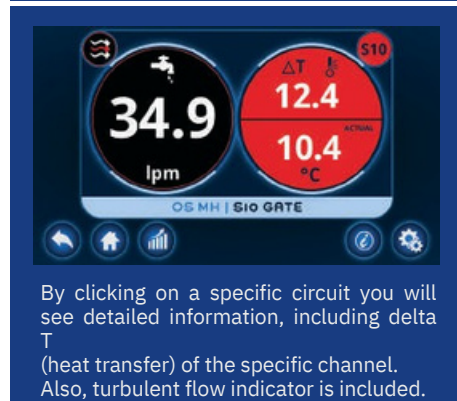 S10
ΔT
34.9
12.4
ACTUAL
10.4
lpm
°C
OS MH | S10 GATE
By clicking on a specific circuit you will
see detailed information, including delta
T
(heat transfer) of the specific channel.
Also, turbulent flow indicator is included.